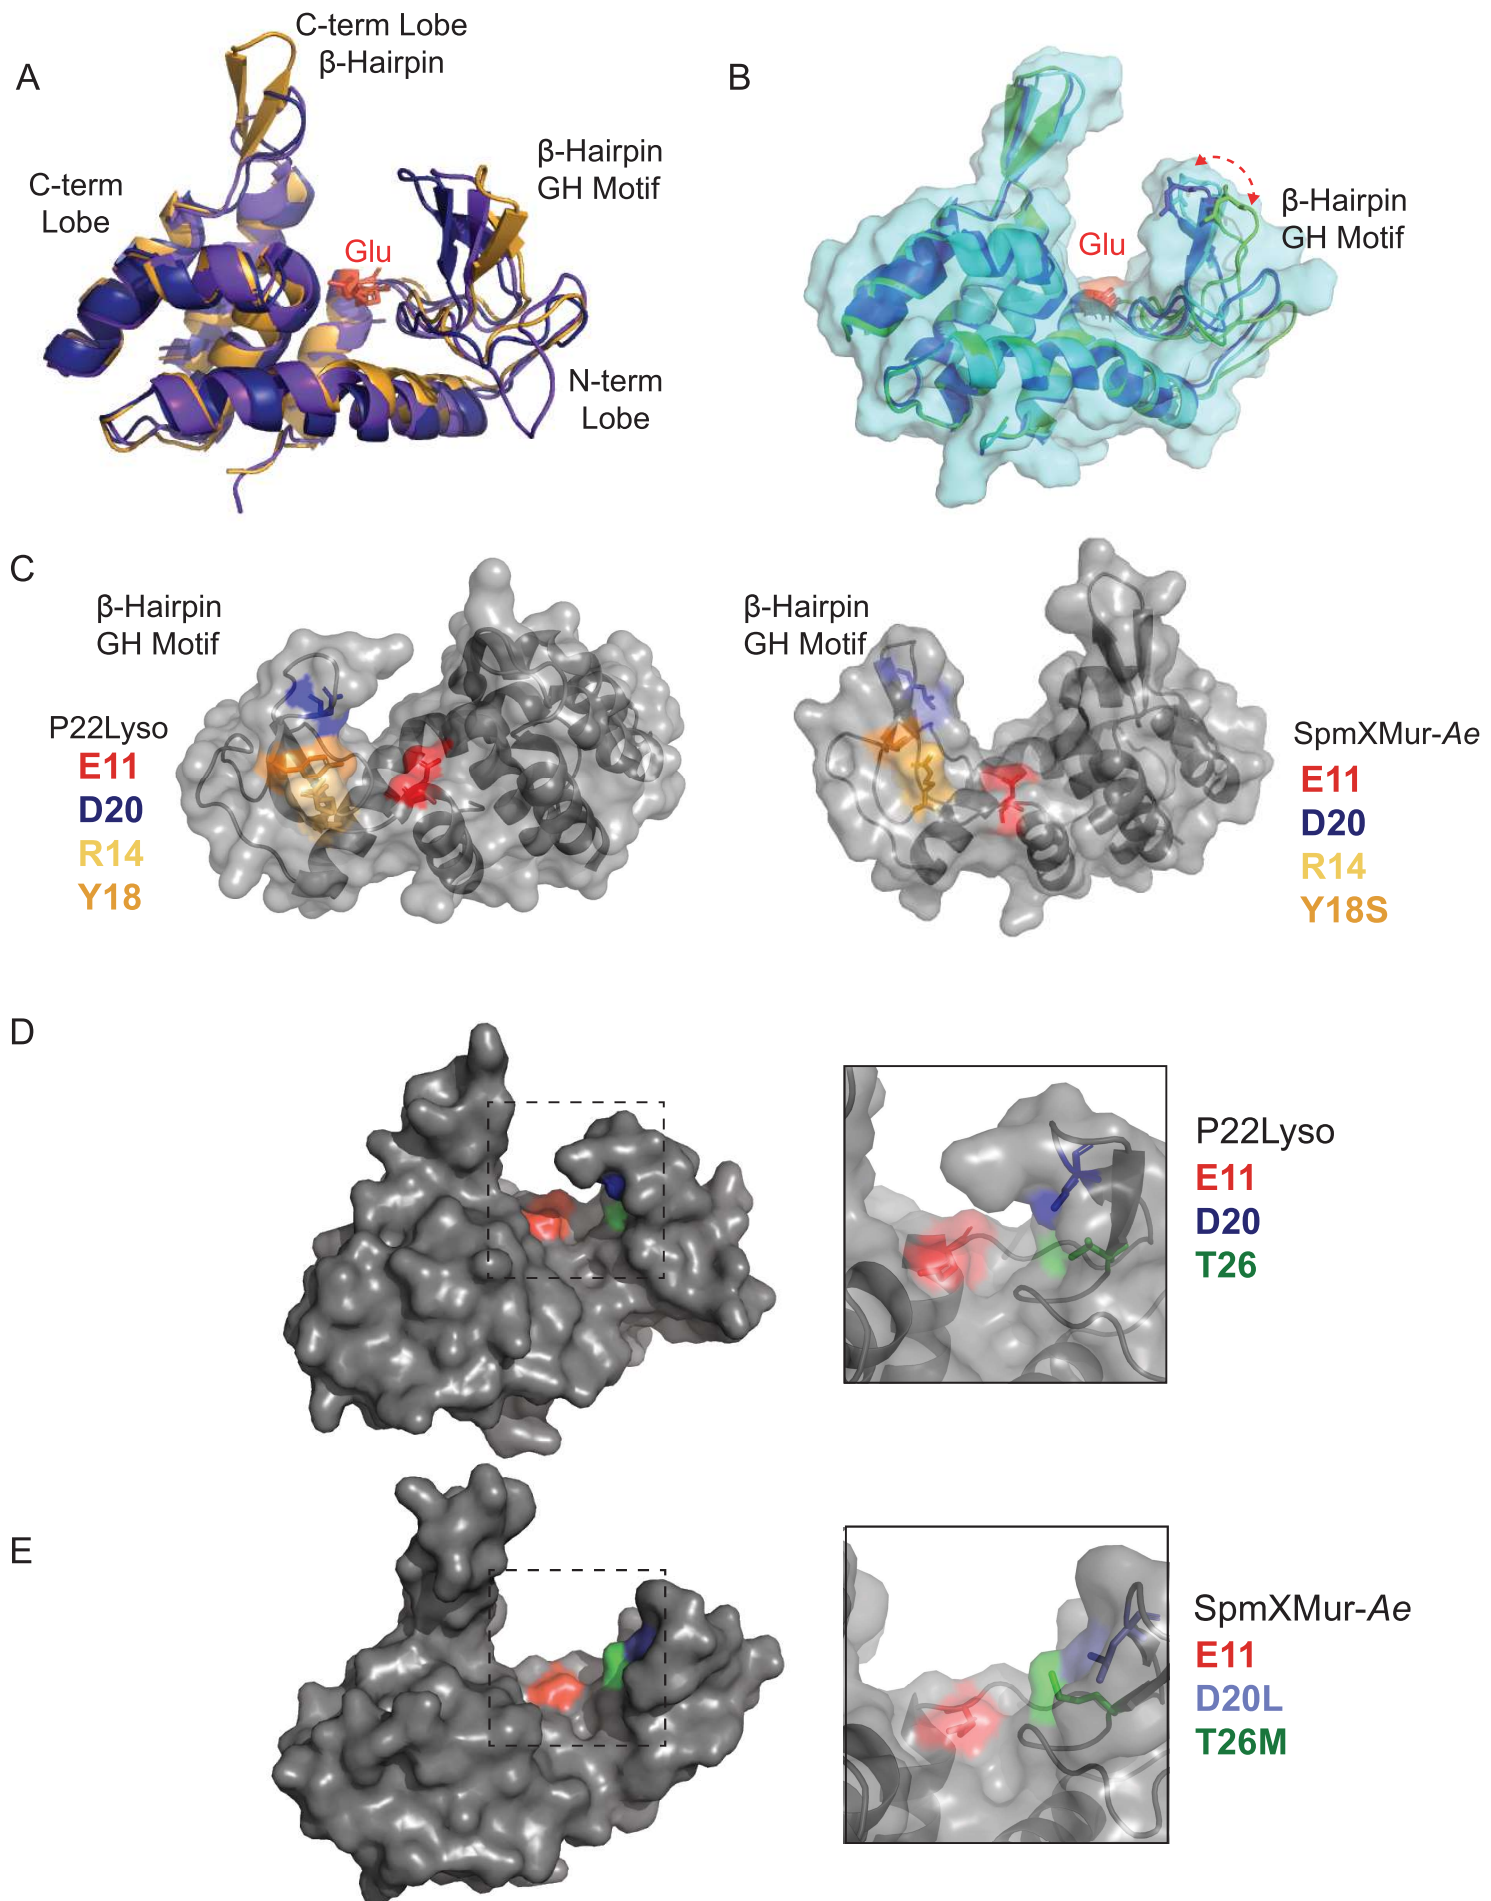 A
C-term Lobe
β-Hairpin
C-term
Lobe
β-Hairpin
GH Motif
Glu
N-term
Lobe
B
Glu
β-Hairpin
GH Motif
C
β-Hairpin
GH Motif
P22Lyso
E11
D20
R14
Y18
β-Hairpin
GH Motif
SpmXMur-Ae
E11
D20
R14
Y18S
D
P22Lyso
E11
D20
T26
E
SpmXMur-Ae
E11
D20L
T26M